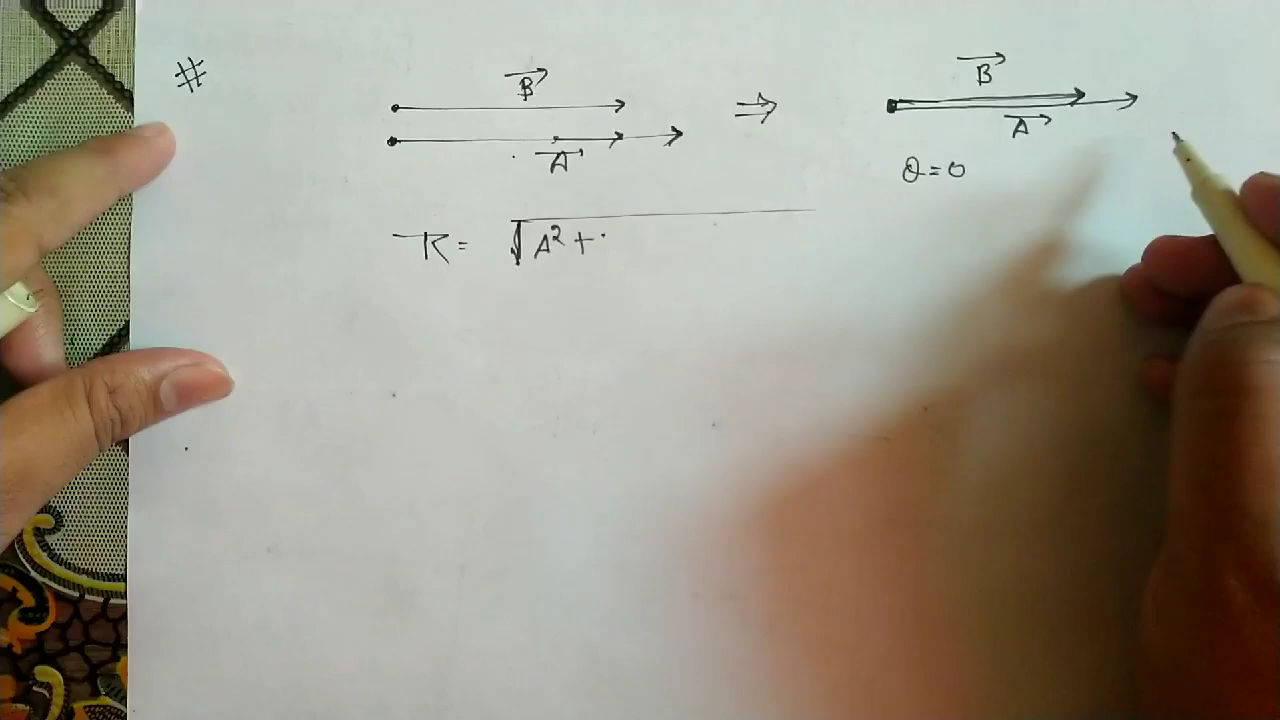 #
B⃗
A⃗
⇒
B⃗
A⃗
θ=0
R = √A² +